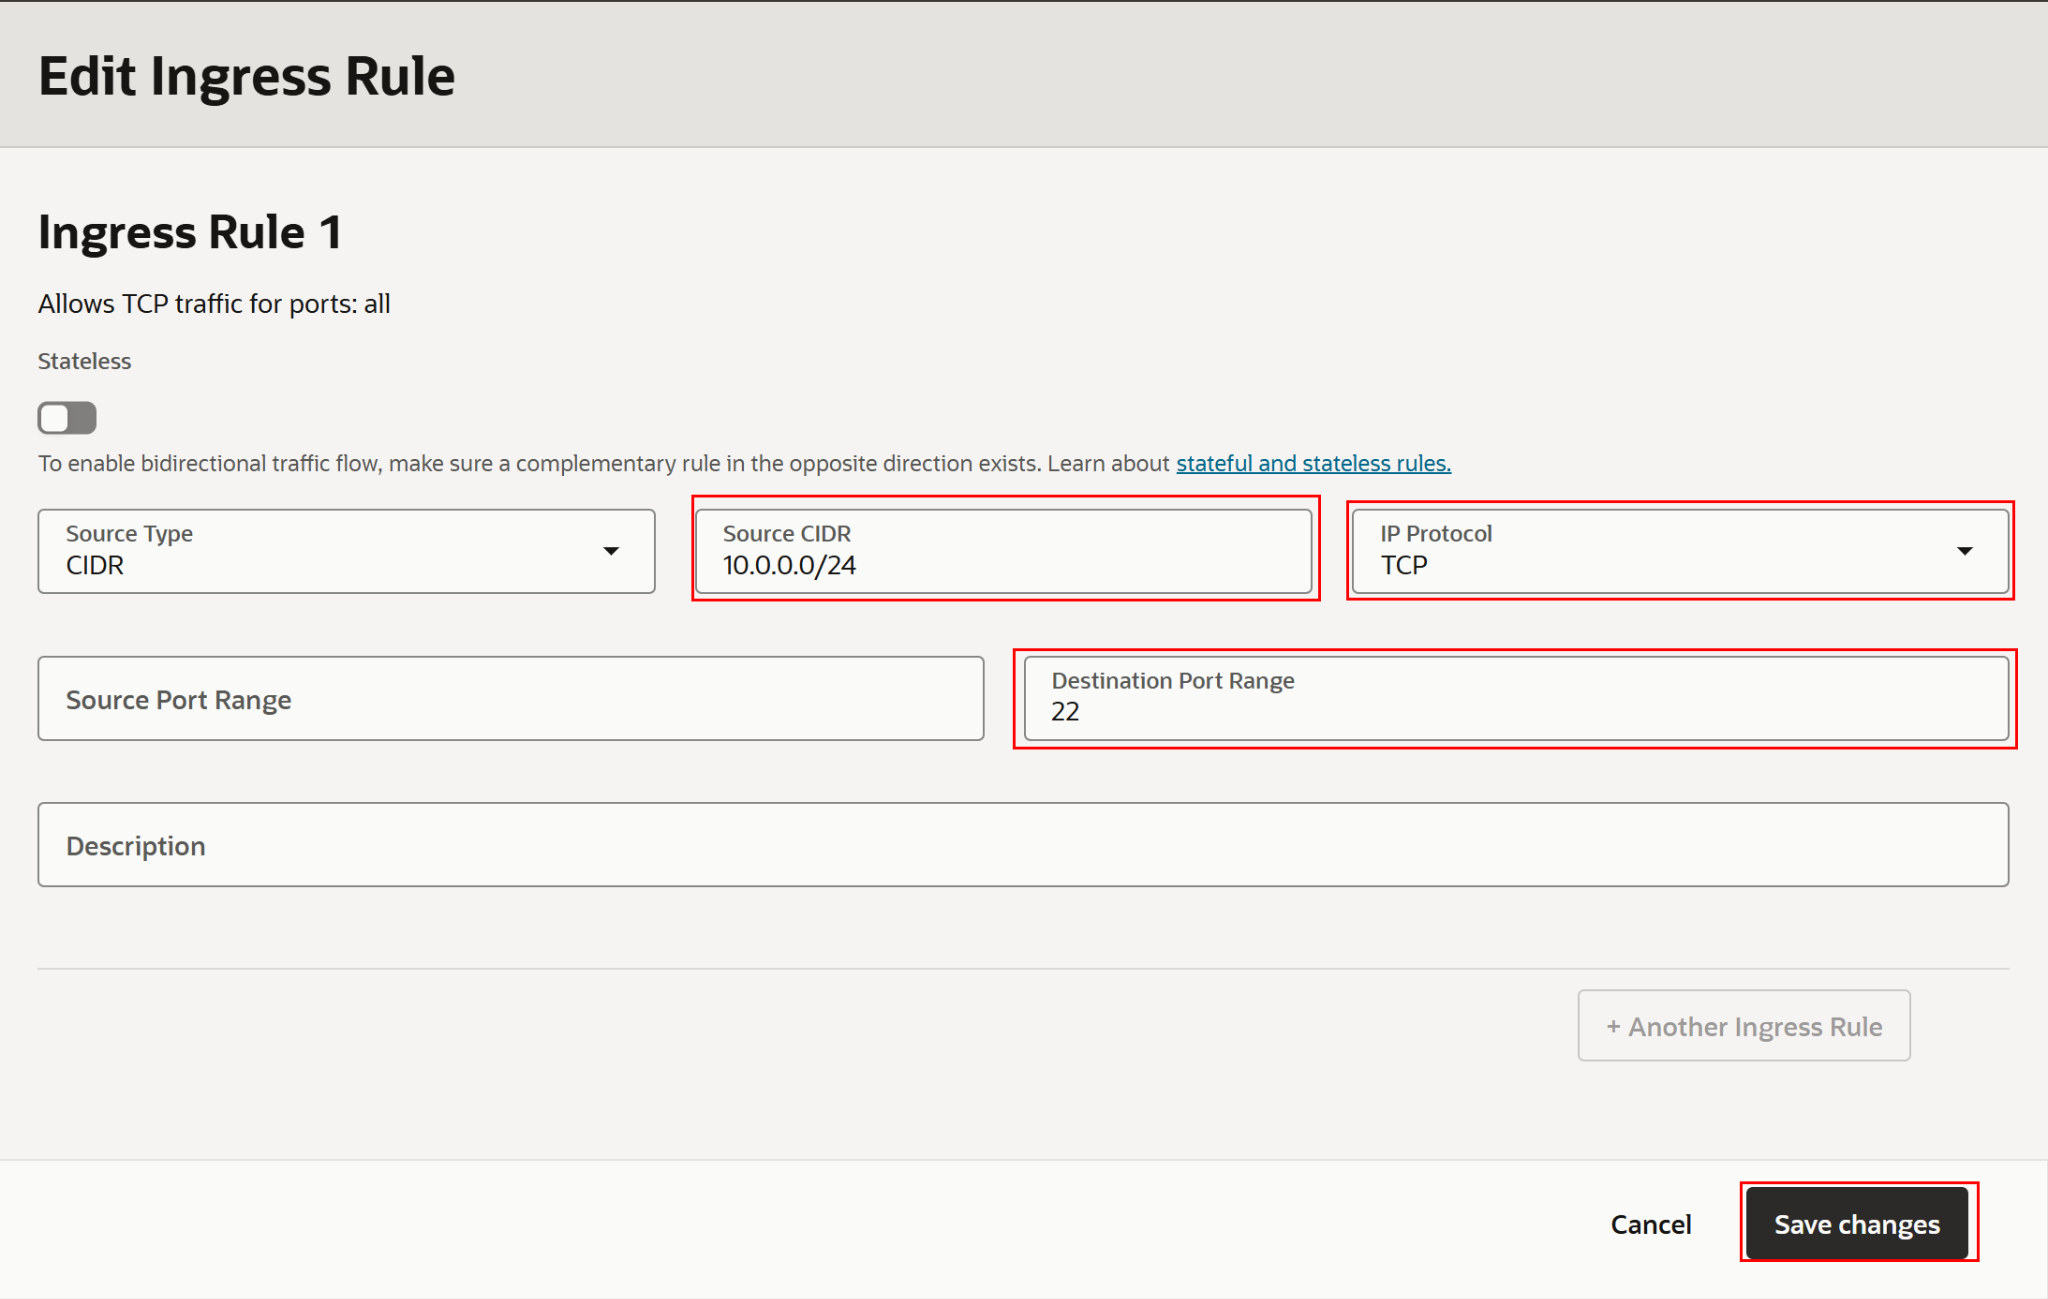 Edit Ingress Rule
Ingress Rule 1
Allows TCP traffic for ports: all
Stateless
To enable bidirectional traffic flow, make sure a complementary rule in the opposite direction exists. Learn about stateful and stateless rules.
Source Type
CIDR
Source CIDR
10.0.0.0/24
IP Protocol
TCP
Source Port Range
Destination Port Range
22
Description
+ Another Ingress Rule
Cancel
Save changes